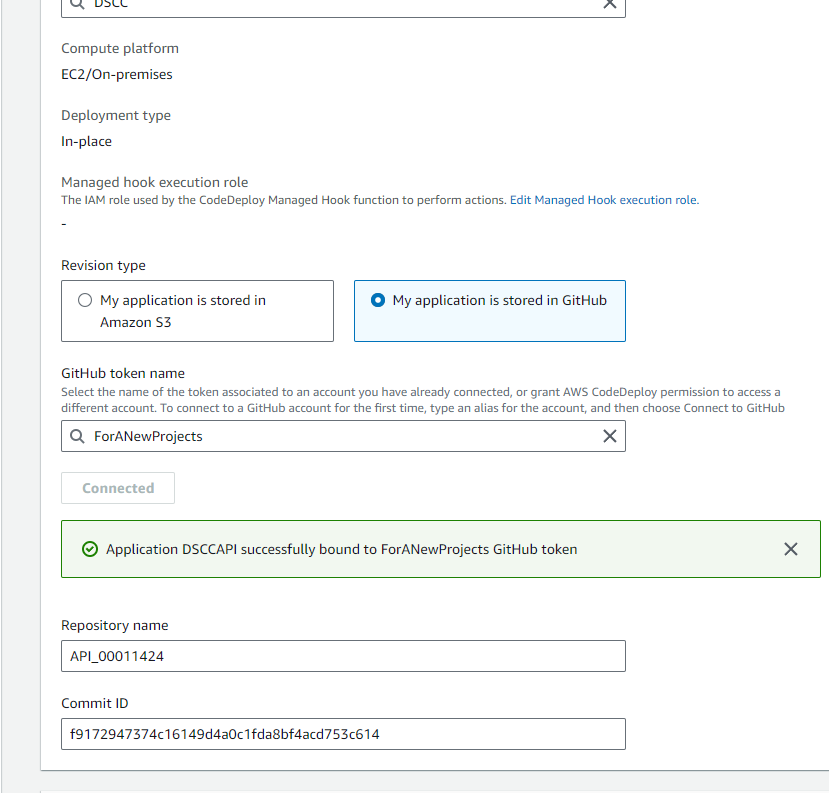 DSCC
Compute platform
EC2/On-premises
Deployment type
In-place
Managed hook execution role
The IAM role used by the CodeDeploy Managed Hook function to perform actions. Edit Managed Hook execution role.
-
Revision type
My application is stored in
Amazon S3
My application is stored in GitHub
GitHub token name
Select the name of the token associated to an account you have already connected, or grant AWS CodeDeploy permission to access a
different account. To connect to a GitHub account for the first time, type an alias for the account, and then choose Connect to GitHub
ForANewProjects
Connected
Application DSCCAPI successfully bound to ForANewProjects GitHub token
Repository name
API_00011424
Commit ID
f9172947374c16149d4a0c1fda8bf4acd753c614